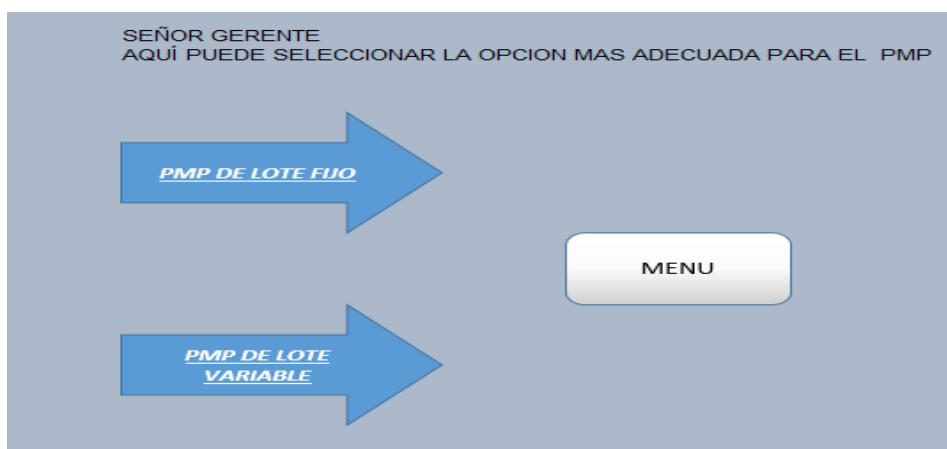 SEÑOR GERENTE
AQUÍ PUEDE SELECCIONAR LA OPCION MAS ADECUADA PARA EL PMP
PMP DE LOTE FIJO
MENU
PMP DE LOTE
VARIABLE